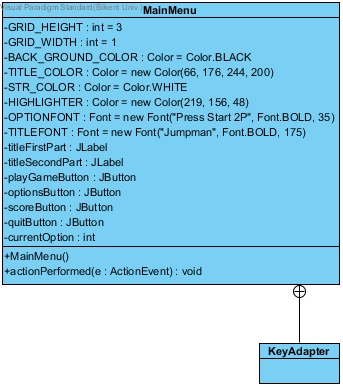 Visual Paradigm Standard(Bilkent Univ.)
MainMenu
-GRID_HEIGHT : int = 3
-GRID_WIDTH : int = 1
-BACK_GROUND_COLOR : Color = Color.BLACK
-TITLE_COLOR : Color = new Color(66, 176, 244, 200)
-STR_COLOR : Color = Color.WHITE
-HIGHLIGHTER : Color = new Color(219, 156, 48)
-OPTIONFONT : Font = new Font("Press Start 2P", Font.BOLD, 35)
-TITLEFONT : Font = new Font("Jumpman", Font.BOLD, 175)
-titleFirstPart : JLabel
-titleSecondPart : JLabel
-playGameButton : JButton
-optionsButton : JButton
-scoreButton : JButton
-quitButton : JButton
-currentOption : int
+MainMenu()
+actionPerformed(e : ActionEvent) : void
KeyAdapter